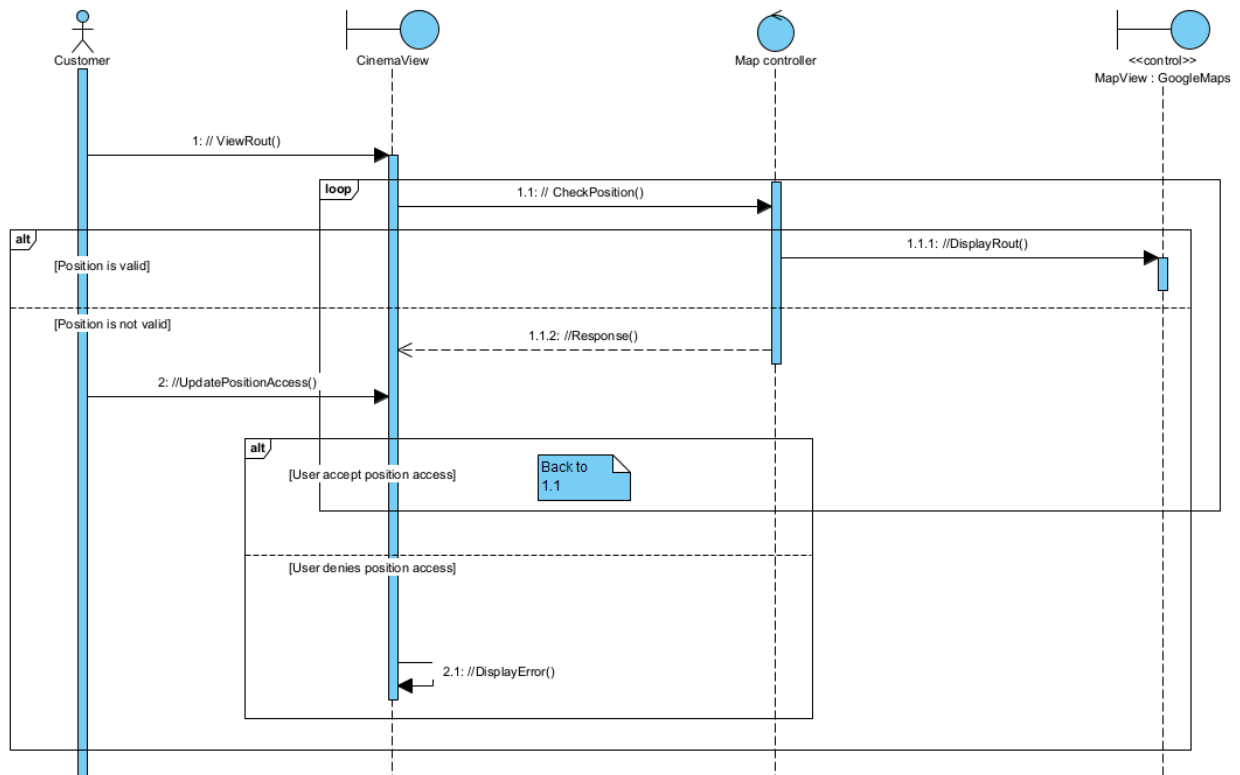 Customer
CinemaView
Map controller
<<control>>
MapView : GoogleMaps
1: // ViewRout()
loop
1.1: // CheckPosition()
alt
1.1.1: //DisplayRout()
[Position is valid]
[Position is not valid]
1.1.2: //Response()
2: //UpdatePositionAccess()
alt
[User accept position access]
Back to
1.1
[User denies position access]
2.1: //DisplayError()